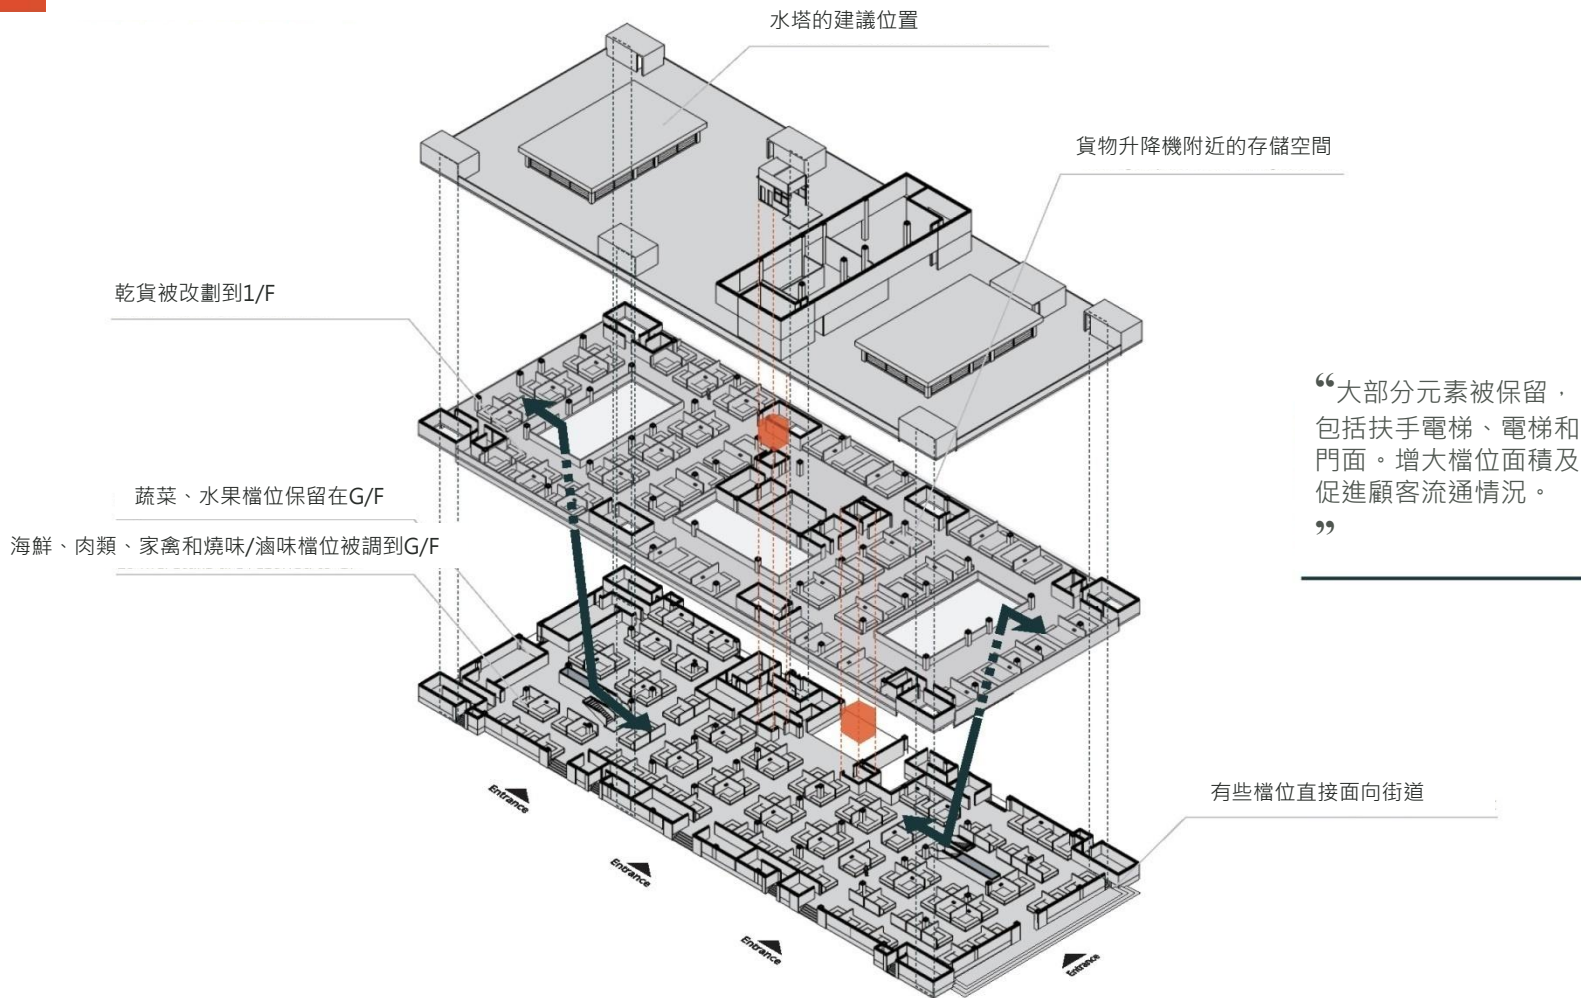 水塔的建議位置
貨物升降機附近的存儲空間
乾貨被改劃到1/F
蔬菜、水果檔位保留在G/F
海鮮、肉類、家禽和燒味/滷味檔位被調到G/F
“大部分元素被保留，
包括扶手電梯、電梯和
門面。增大檔位面積及
促進顧客流通情況。
”
有些檔位直接面向街道
Entrance
Entrance
Entrance
Entrance